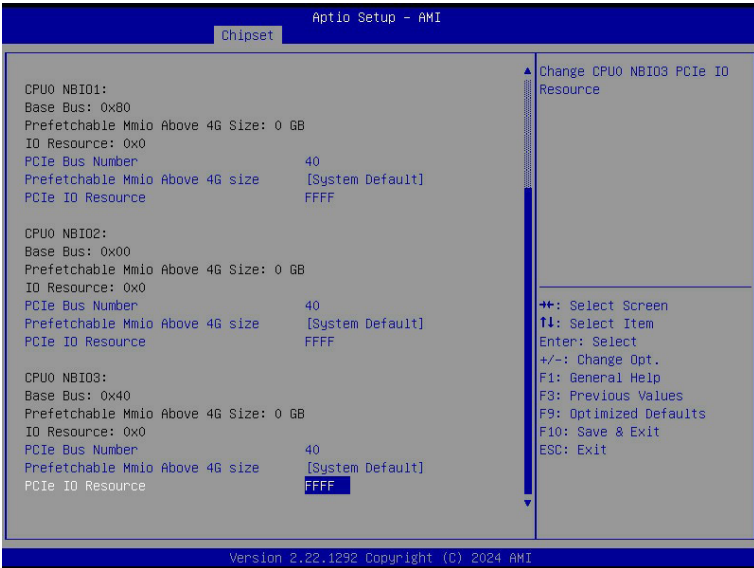 Aptio Setup – AMI
Chipset
CPU0 NBIO1:
Base Bus: 0x80
Prefetchable Mmio Above 4G Size: 0 GB
IO Resource: 0x0
PCIe Bus Number 40
Prefetchable Mmio Above 4G size [System Default]
PCIe IO Resource FFFF
CPU0 NBIO2:
Base Bus: 0x00
Prefetchable Mmio Above 4G Size: 0 GB
IO Resource: 0x0
PCIe Bus Number 40
Prefetchable Mmio Above 4G size [System Default]
PCIe IO Resource FFFF
CPU0 NBIO3:
Base Bus: 0x40
Prefetchable Mmio Above 4G Size: 0 GB
IO Resource: 0x0
PCIe Bus Number 40
Prefetchable Mmio Above 4G size [System Default]
PCIe IO Resource FFFF
Change CPU0 NBIO3 PCIe IO
Resource
→←: Select Screen
↑↓: Select Item
Enter: Select
+/-: Change Opt.
F1: General Help
F3: Previous Values
F9: Optimized Defaults
F10: Save & Exit
ESC: Exit
Version 2.22.1292 Copyright (C) 2024 AMI